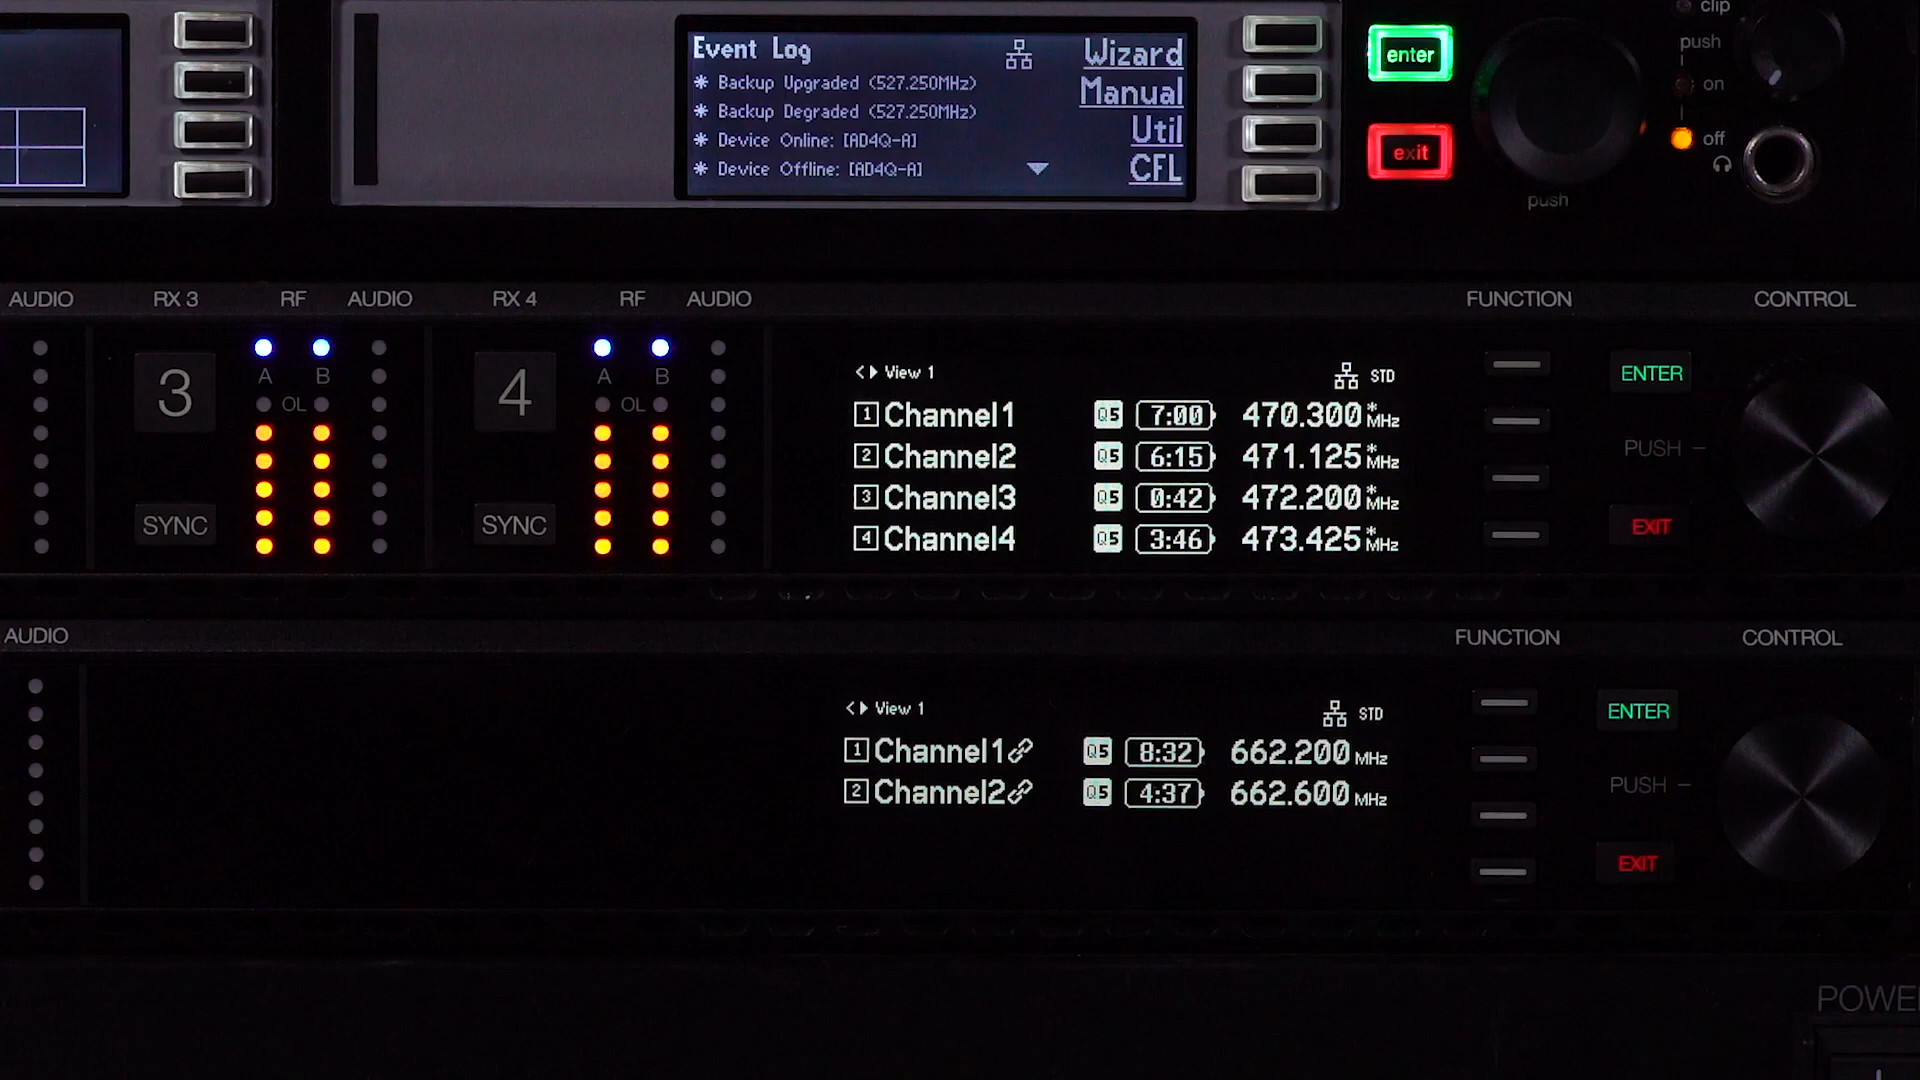 Event Log
* Backup Upgraded (527.250MHz)
* Backup Degraded (527.250MHz)
* Device Online: [AD4Q-A]
* Device Offline: [AD4Q-A]
Wizard
Manual
Util
CFL
enter
exit
push
clip
push
on
off
AUDIO RX 3 RF AUDIO RX 4 RF AUDIO FUNCTION CONTROL
3
A B
OL
SYNC
4
A B
OL
SYNC
View 1 STD
1 Channel1 Q5 7:00 470.300* MHz
2 Channel2 Q5 6:15 471.125* MHz
3 Channel3 Q5 0:42 472.200* MHz
4 Channel4 Q5 3:46 473.425* MHz
ENTER
PUSH –
EXIT
AUDIO FUNCTION CONTROL
View 1 STD
1 Channel1 Q5 8:32 662.200 MHz
2 Channel2 Q5 4:37 662.600 MHz
ENTER
PUSH –
EXIT
POWE